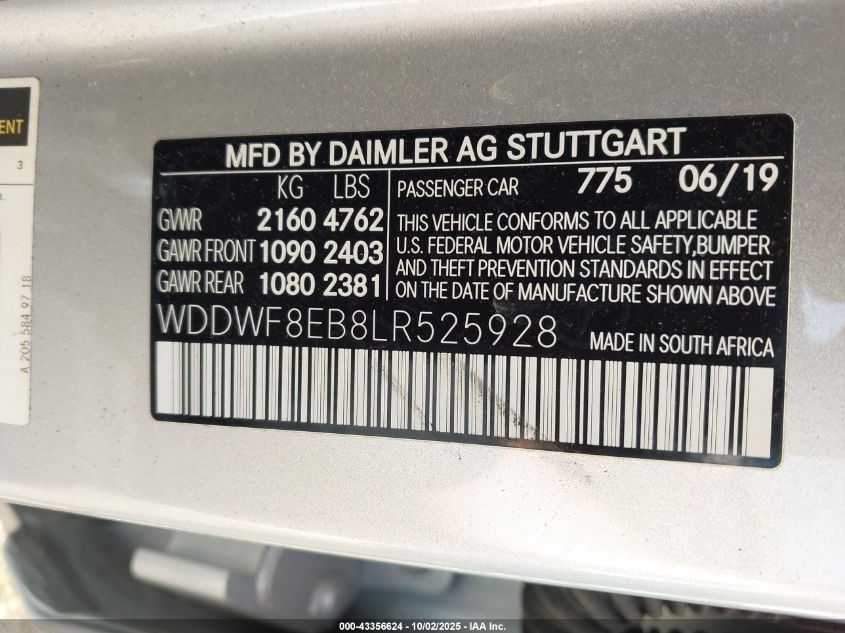 ENT
3
A 205 584 97 18
MFD BY DAIMLER AG STUTTGART
KG LBS
GVWR 2160 4762
GAWR FRONT 1090 2403
GAWR REAR 1080 2381
PASSENGER CAR 775 06/19
THIS VEHICLE CONFORMS TO ALL APPLICABLE
U.S. FEDERAL MOTOR VEHICLE SAFETY,BUMPER
AND THEFT PREVENTION STANDARDS IN EFFECT
ON THE DATE OF MANUFACTURE SHOWN ABOVE
WDDWF8EB8LR525928
MADE IN SOUTH AFRICA
000-43356624 - 10/02/2025 - IAA Inc.